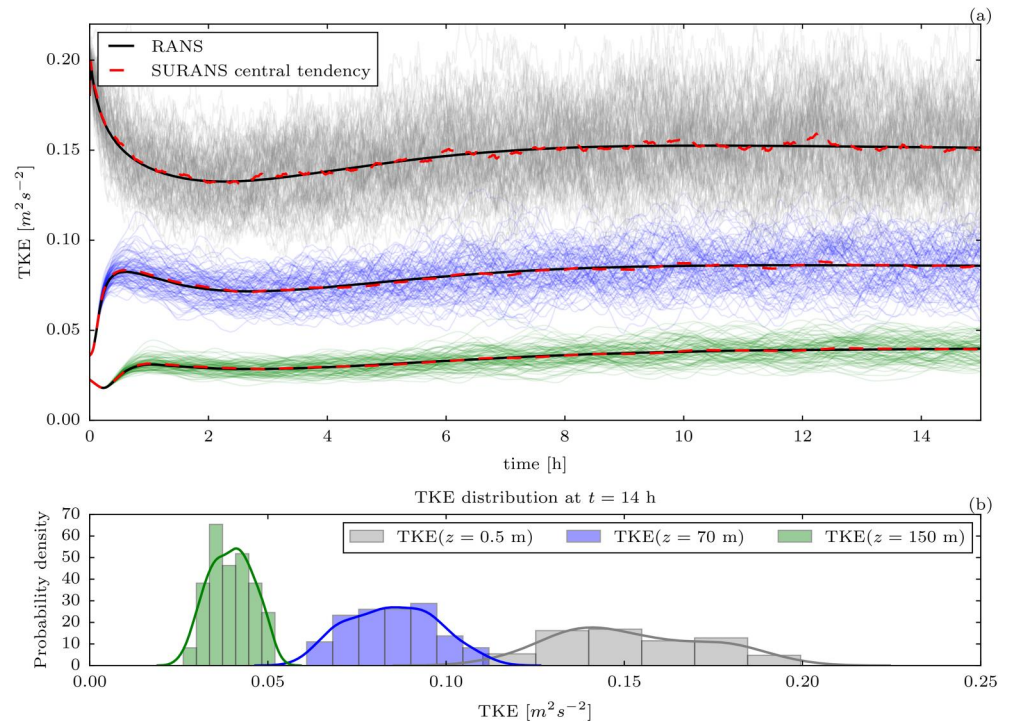 (a)
RANS
SURANS central tendency
0.20
0.15
0.10
0.05
0.00
TKE [m² s⁻²]
0 2 4 6 8 10 12 14
time [h]
TKE distribution at t = 14 h
(b)
TKE(z = 0.5 m) TKE(z = 70 m) TKE(z = 150 m)
70
60
50
40
30
20
10
0
Probability density
0.00 0.05 0.10 0.15 0.20 0.25
TKE [m² s⁻²]